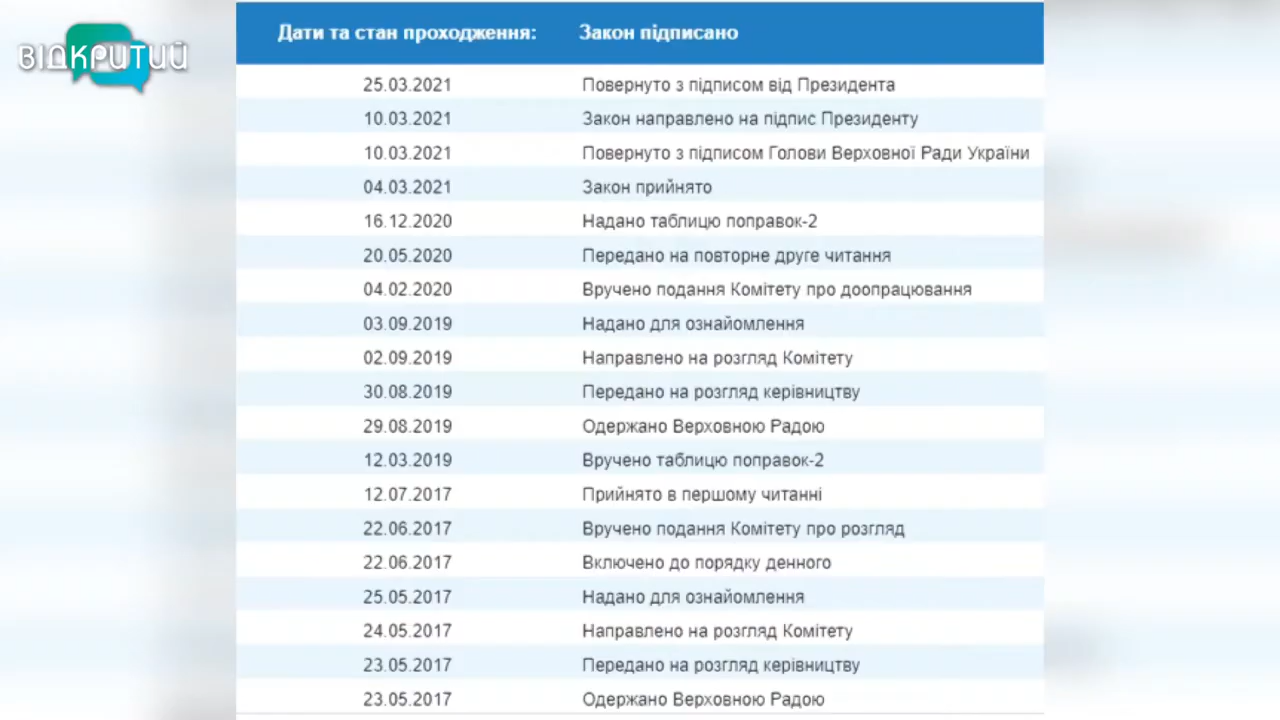 ВІДКРИТИЙ
Дати та стан проходження: Закон підписано
25.03.2021 Повернуто з підписом від Президента
10.03.2021 Закон направлено на підпис Президенту
10.03.2021 Повернуто з підписом Голови Верховної Ради України
04.03.2021 Закон прийнято
16.12.2020 Надано таблицю поправок-2
20.05.2020 Передано на повторне друге читання
04.02.2020 Вручено подання Комітету про доопрацювання
03.09.2019 Надано для ознайомлення
02.09.2019 Направлено на розгляд Комітету
30.08.2019 Передано на розгляд керівництву
29.08.2019 Одержано Верховною Радою
12.03.2019 Вручено таблицю поправок-2
12.07.2017 Прийнято в першому читанні
22.06.2017 Вручено подання Комітету про розгляд
22.06.2017 Включено до порядку денного
25.05.2017 Надано для ознайомлення
24.05.2017 Направлено на розгляд Комітету
23.05.2017 Передано на розгляд керівництву
23.05.2017 Одержано Верховною Радою